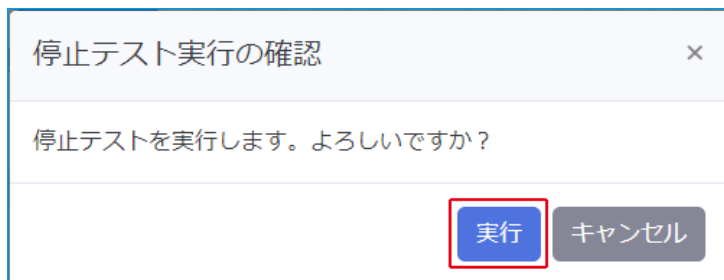 停止テスト実行の確認
×
停止テストを実行します。よろしいですか？
実行 キャンセル